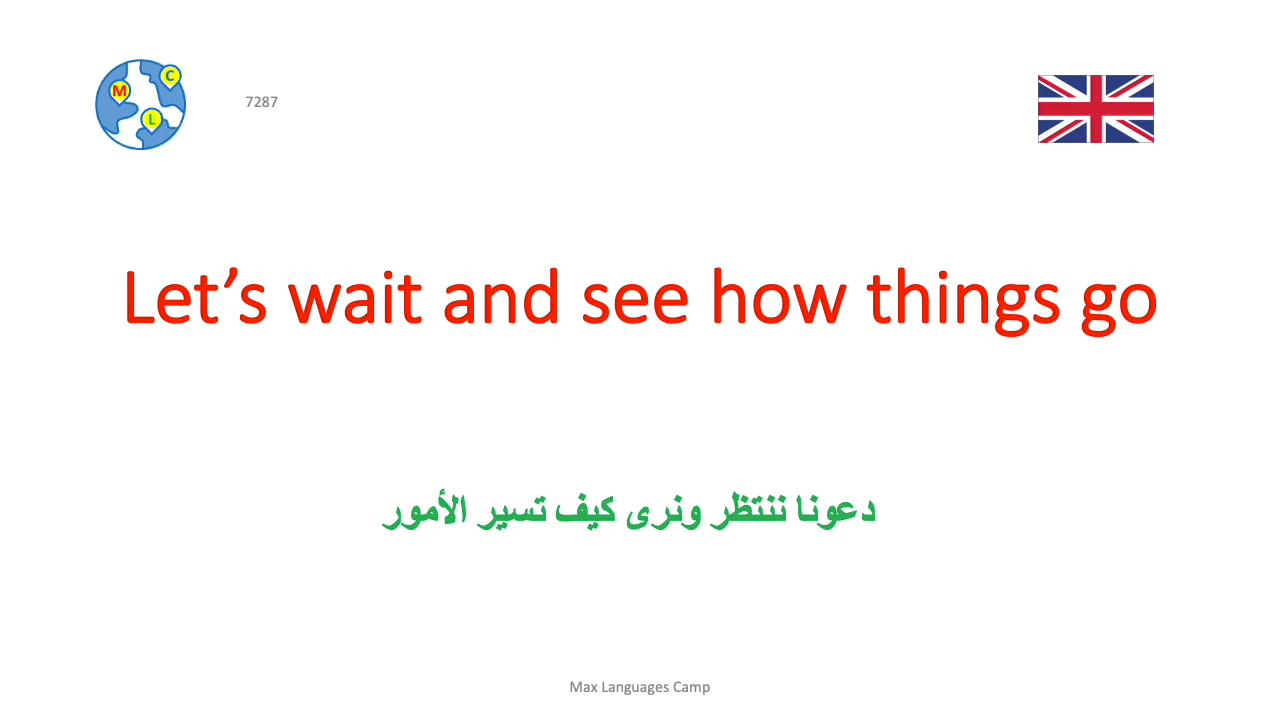 M
C
L
7287
Let’s wait and see how things go
دعونا ننتظر ونرى كيف تسير الأمور
Max Languages Camp